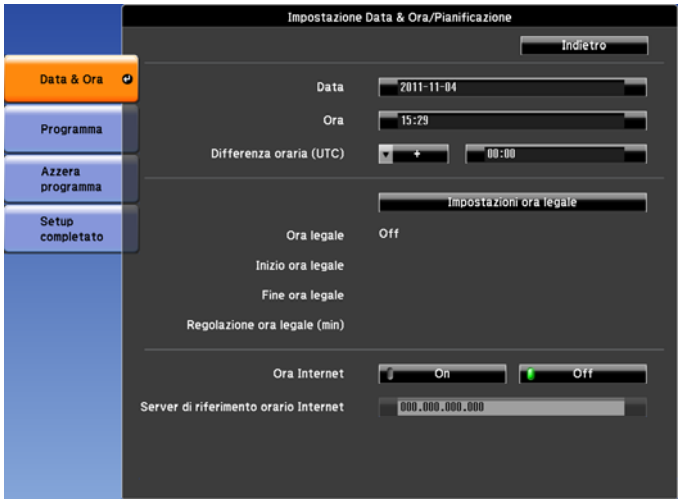 Impostazione Data & Ora/Pianificazione
Indietro
Data & Ora
Programma
Azzera
programma
Setup
completato
Data 2011-11-04
Ora 15:29
Differenza oraria (UTC) + 00:00
Impostazioni ora legale
Ora legale Off
Inizio ora legale
Fine ora legale
Regolazione ora legale (min)
Ora Internet On Off
Server di riferimento orario Internet 000.000.000.000